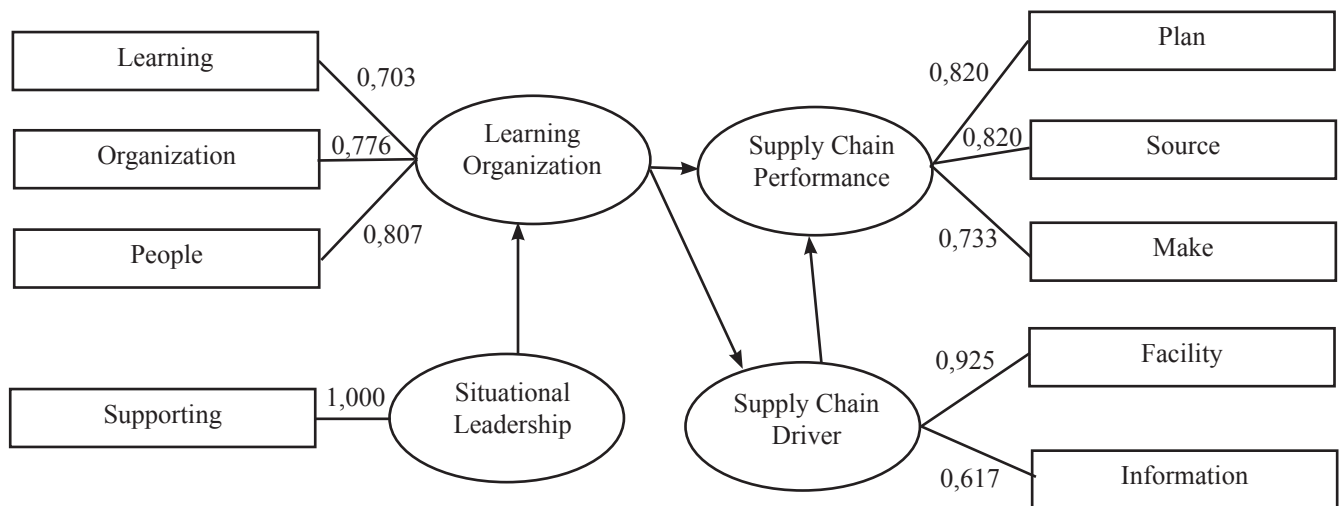 Learning
0,703
Organization
0,776
People
0,807
Learning
Organization
Supporting
1,000
Situational
Leadership
Supply Chain
Performance
0,820
Plan
0,820
Source
0,733
Make
Supply Chain
Driver
0,925
Facility
0,617
Information